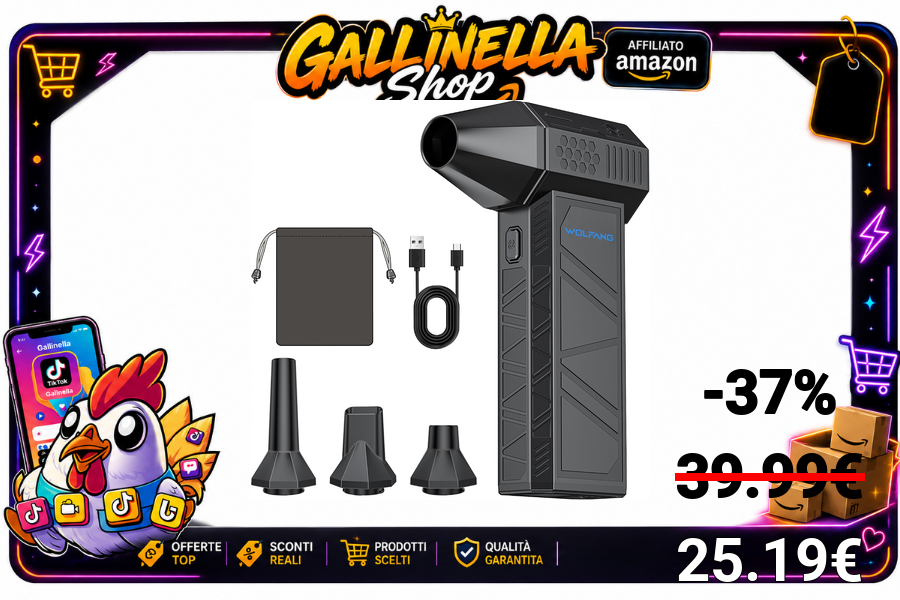 GALLINELLA
Shop
AFFILIATO
amazon
WOLFANG
Gallinella
TikTok
Gallinella
-37%
39.99€
25.19€
OFFERTE
TOP
SCONTI
REALI
PRODOTTI
SCELTI
QUALITÀ
GARANTITA